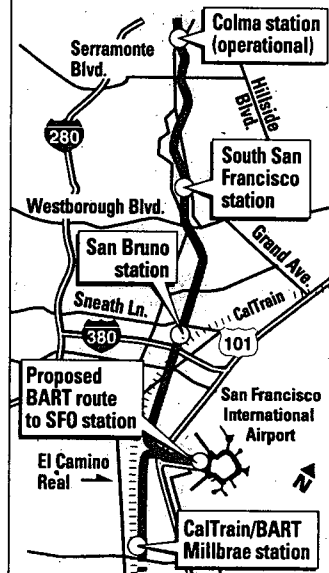 Colma station
(operational)
Serramonte
Blvd.
Hillside
Blvd.
280
South San
Francisco
station
Westborough Blvd.
San Bruno
station
Grand Ave.
Sneath Ln.
CalTrain
380
101
Proposed
BART route
to SFO station
San Francisco
International
Airport
El Camino
Real
N
CalTrain/BART
Millbrae station